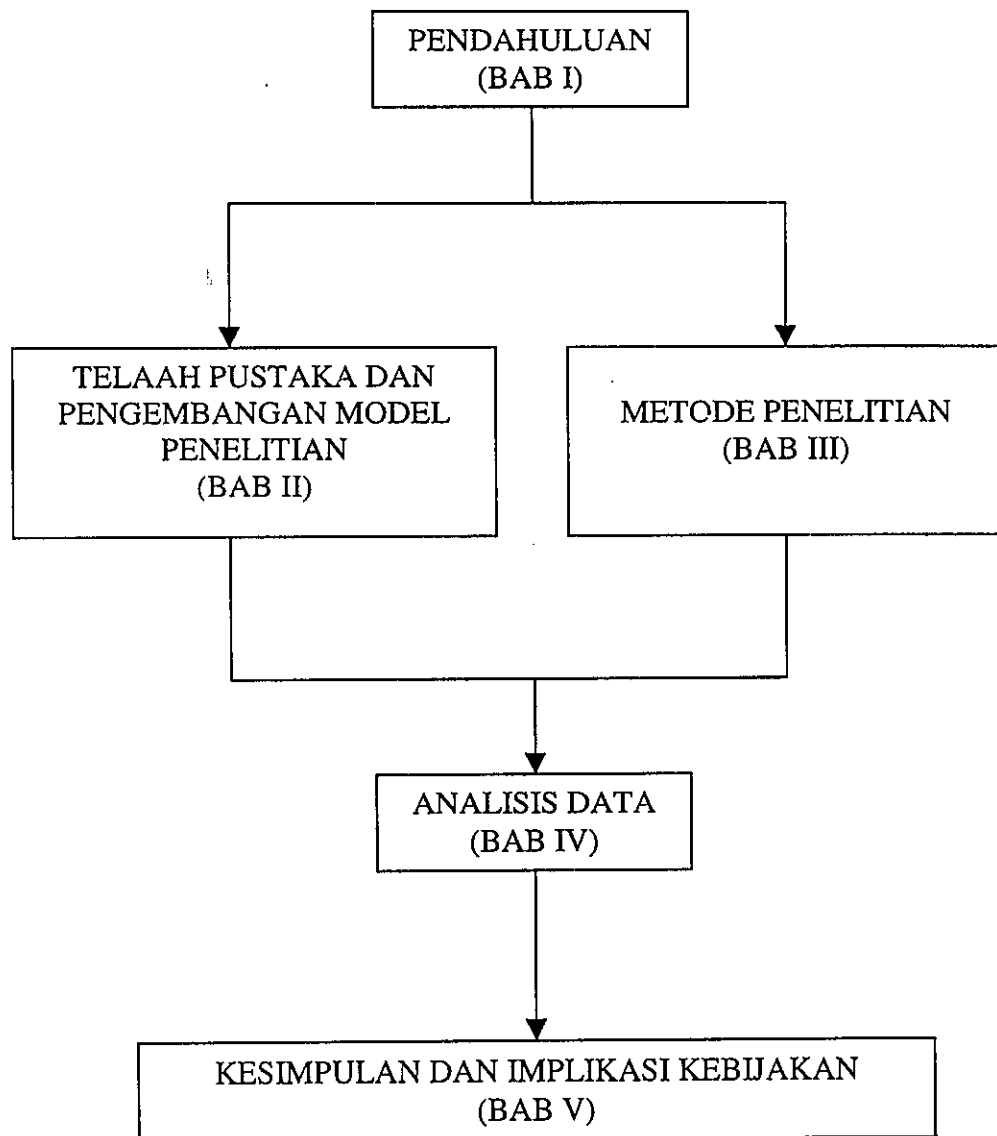 PENDAHULUAN
(BAB I)
TELAAH PUSTAKA DAN
PENGEMBANGAN MODEL
PENELITIAN
(BAB II)
METODE PENELITIAN
(BAB III)
ANALISIS DATA
(BAB IV)
KESIMPULAN DAN IMPLIKASI KEBIJAKAN
(BAB V)